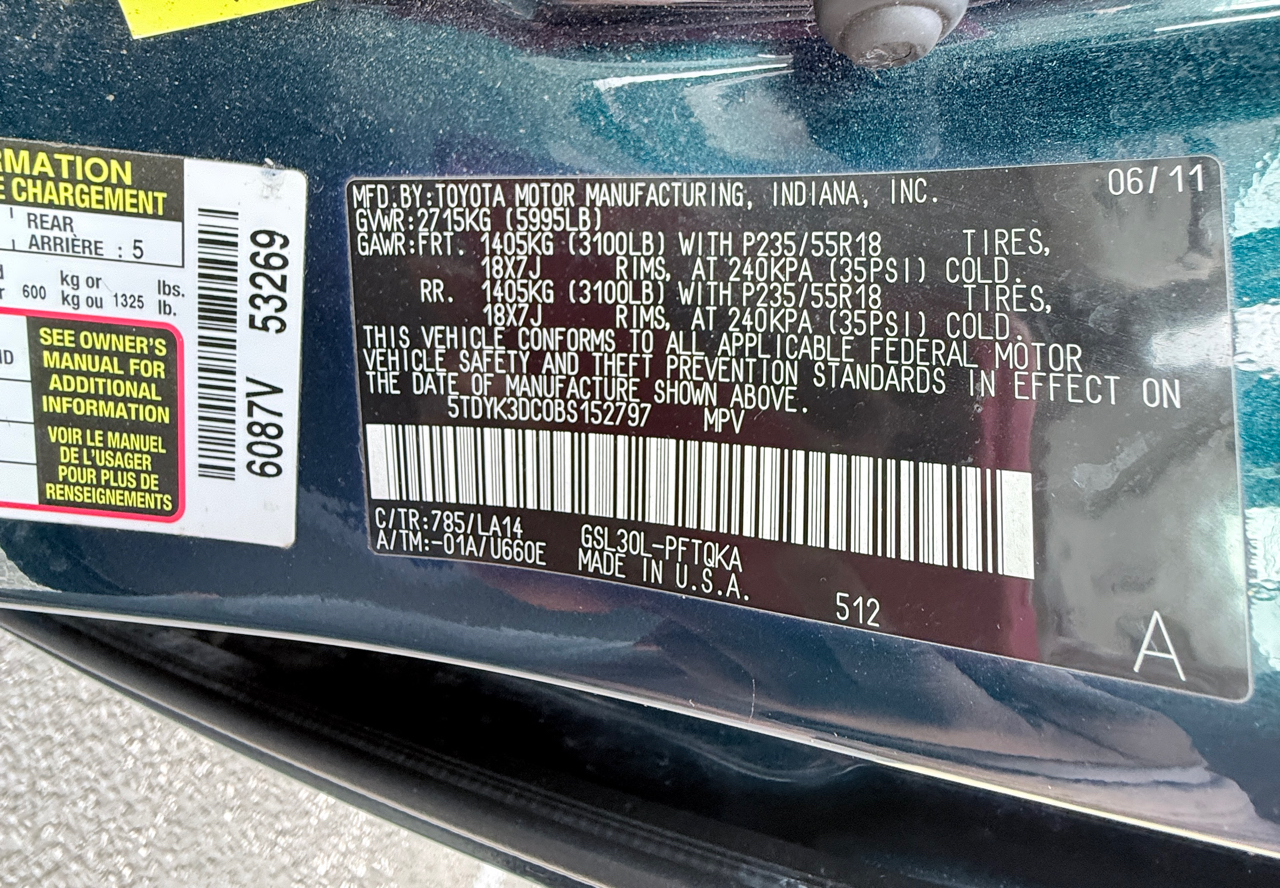 RMATION
E CHARGEMENT
REAR
ARRIÈRE : 5
kg or lbs.
600 kg ou 1325 lb.
SEE OWNER'S
MANUAL FOR
ADDITIONAL
INFORMATION
VOIR LE MANUEL
DE L'USAGER
POUR PLUS DE
RENSEIGNEMENTS
6087V 53269
06/11
MFD.BY:TOYOTA MOTOR MANUFACTURING, INDIANA, INC.
GVWR:2715KG (5995LB)
GAWR:FRT. 1405KG (3100LB) WITH P235/55R18 TIRES,
18X7J RIMS, AT 240KPA (35PSI) COLD.
RR. 1405KG (3100LB) WITH P235/55R18 TIRES,
18X7J RIMS, AT 240KPA (35PSI) COLD.
THIS VEHICLE CONFORMS TO ALL APPLICABLE FEDERAL MOTOR
VEHICLE SAFETY AND THEFT PREVENTION STANDARDS IN EFFECT ON
THE DATE OF MANUFACTURE SHOWN ABOVE.
5TDYK3DC0BS152797 MPV
C/TR:785/LA14 GSL30L-PFTQKA
A/TM:-01A/U660E MADE IN U.S.A.
512
A